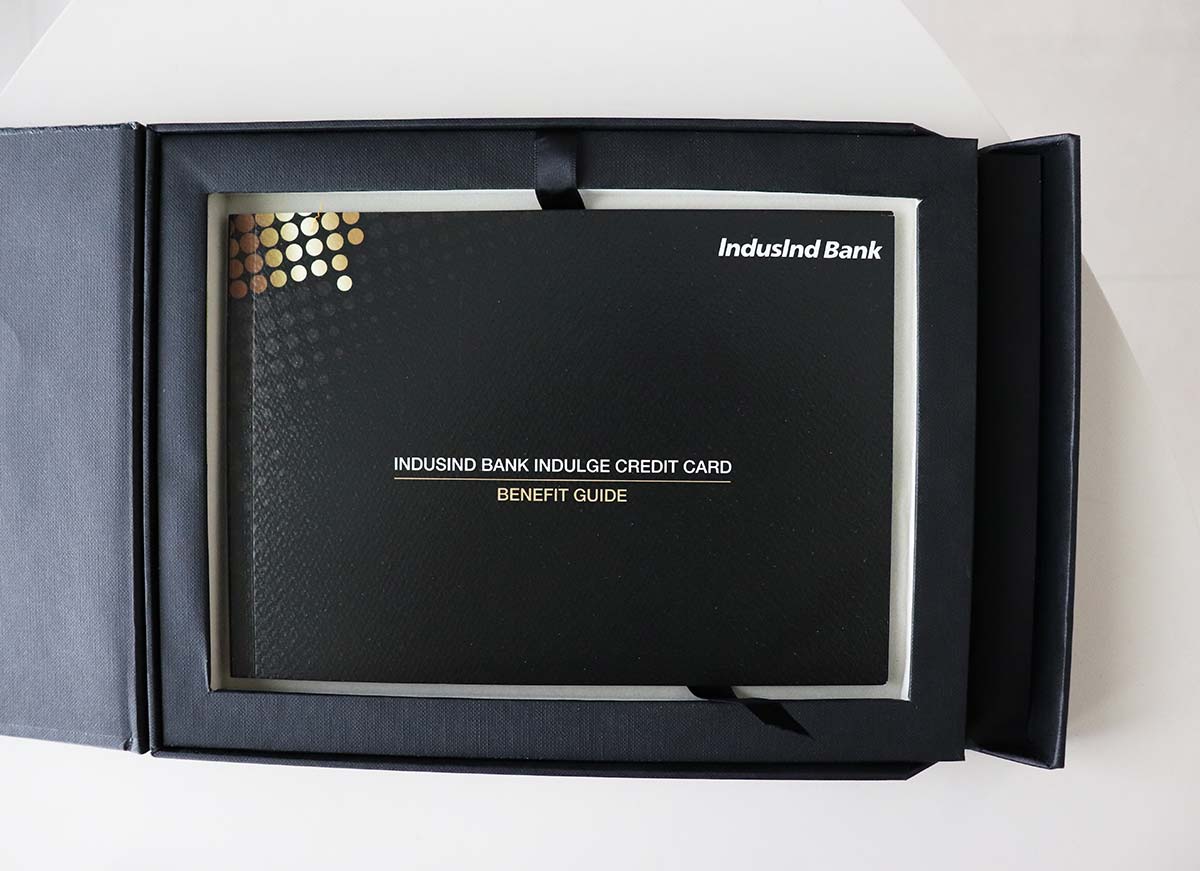 IndusInd Bank
INDUSIND BANK INDULGE CREDIT CARD
BENEFIT GUIDE